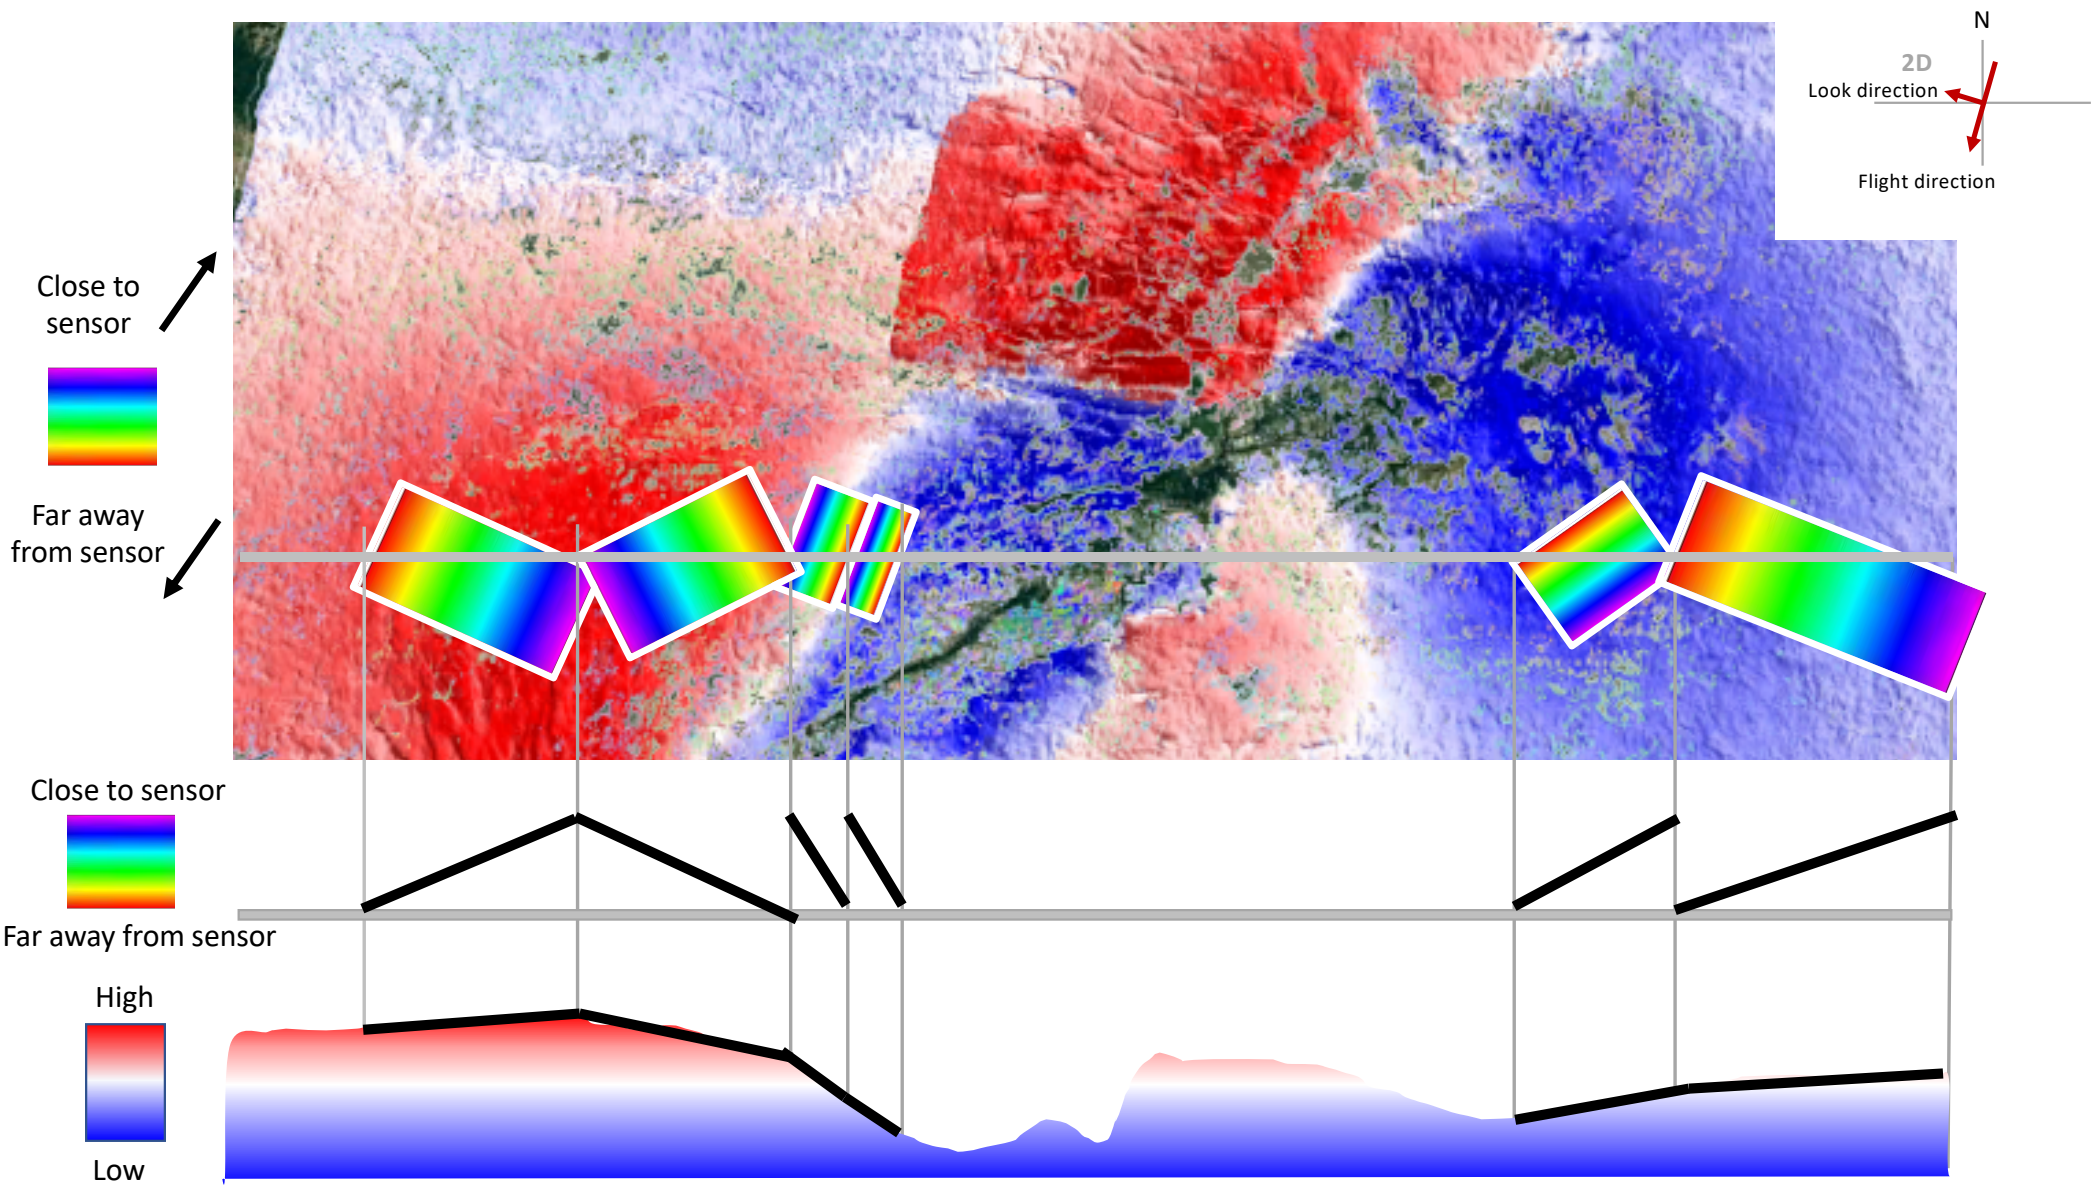 N
2D
Look direction
Flight direction
Close to
sensor
Far away
from sensor
Close to sensor
Far away from sensor
High
Low